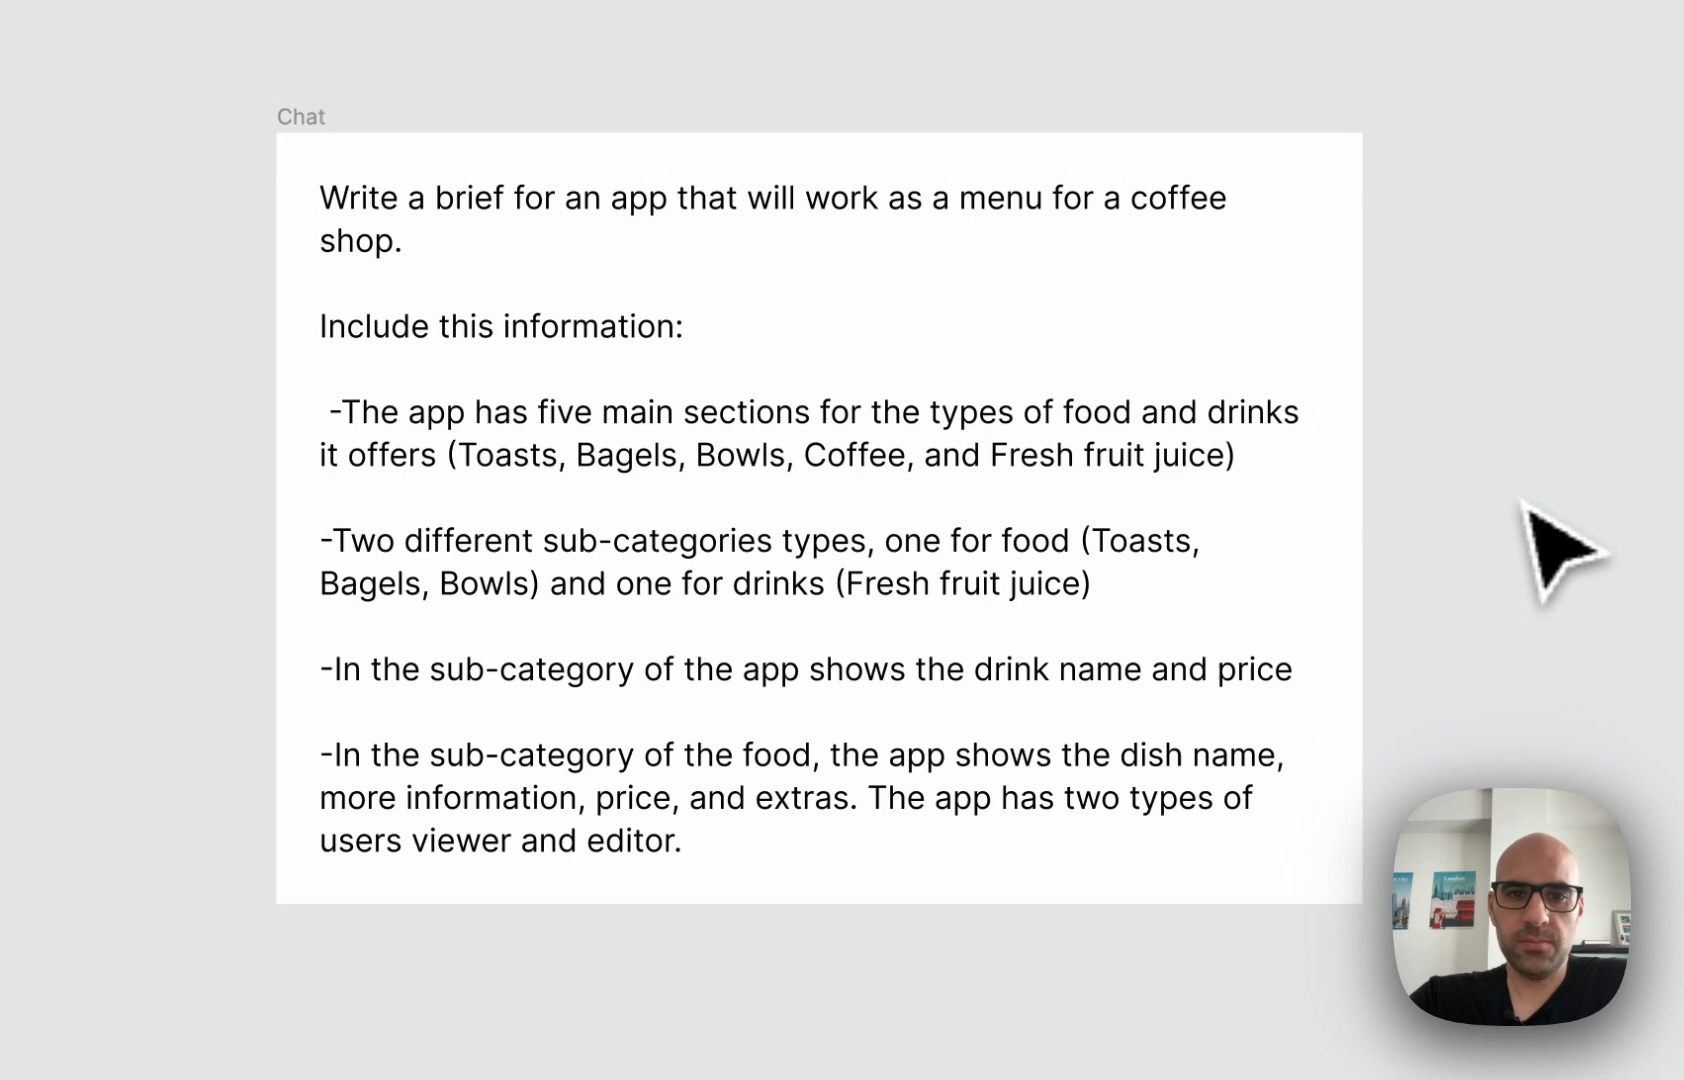 Chat
Write a brief for an app that will work as a menu for a coffee
shop.
Include this information:
-The app has five main sections for the types of food and drinks
it offers (Toasts, Bagels, Bowls, Coffee, and Fresh fruit juice)
-Two different sub-categories types, one for food (Toasts,
Bagels, Bowls) and one for drinks (Fresh fruit juice)
-In the sub-category of the app shows the drink name and price
-In the sub-category of the food, the app shows the dish name,
more information, price, and extras. The app has two types of
users viewer and editor.